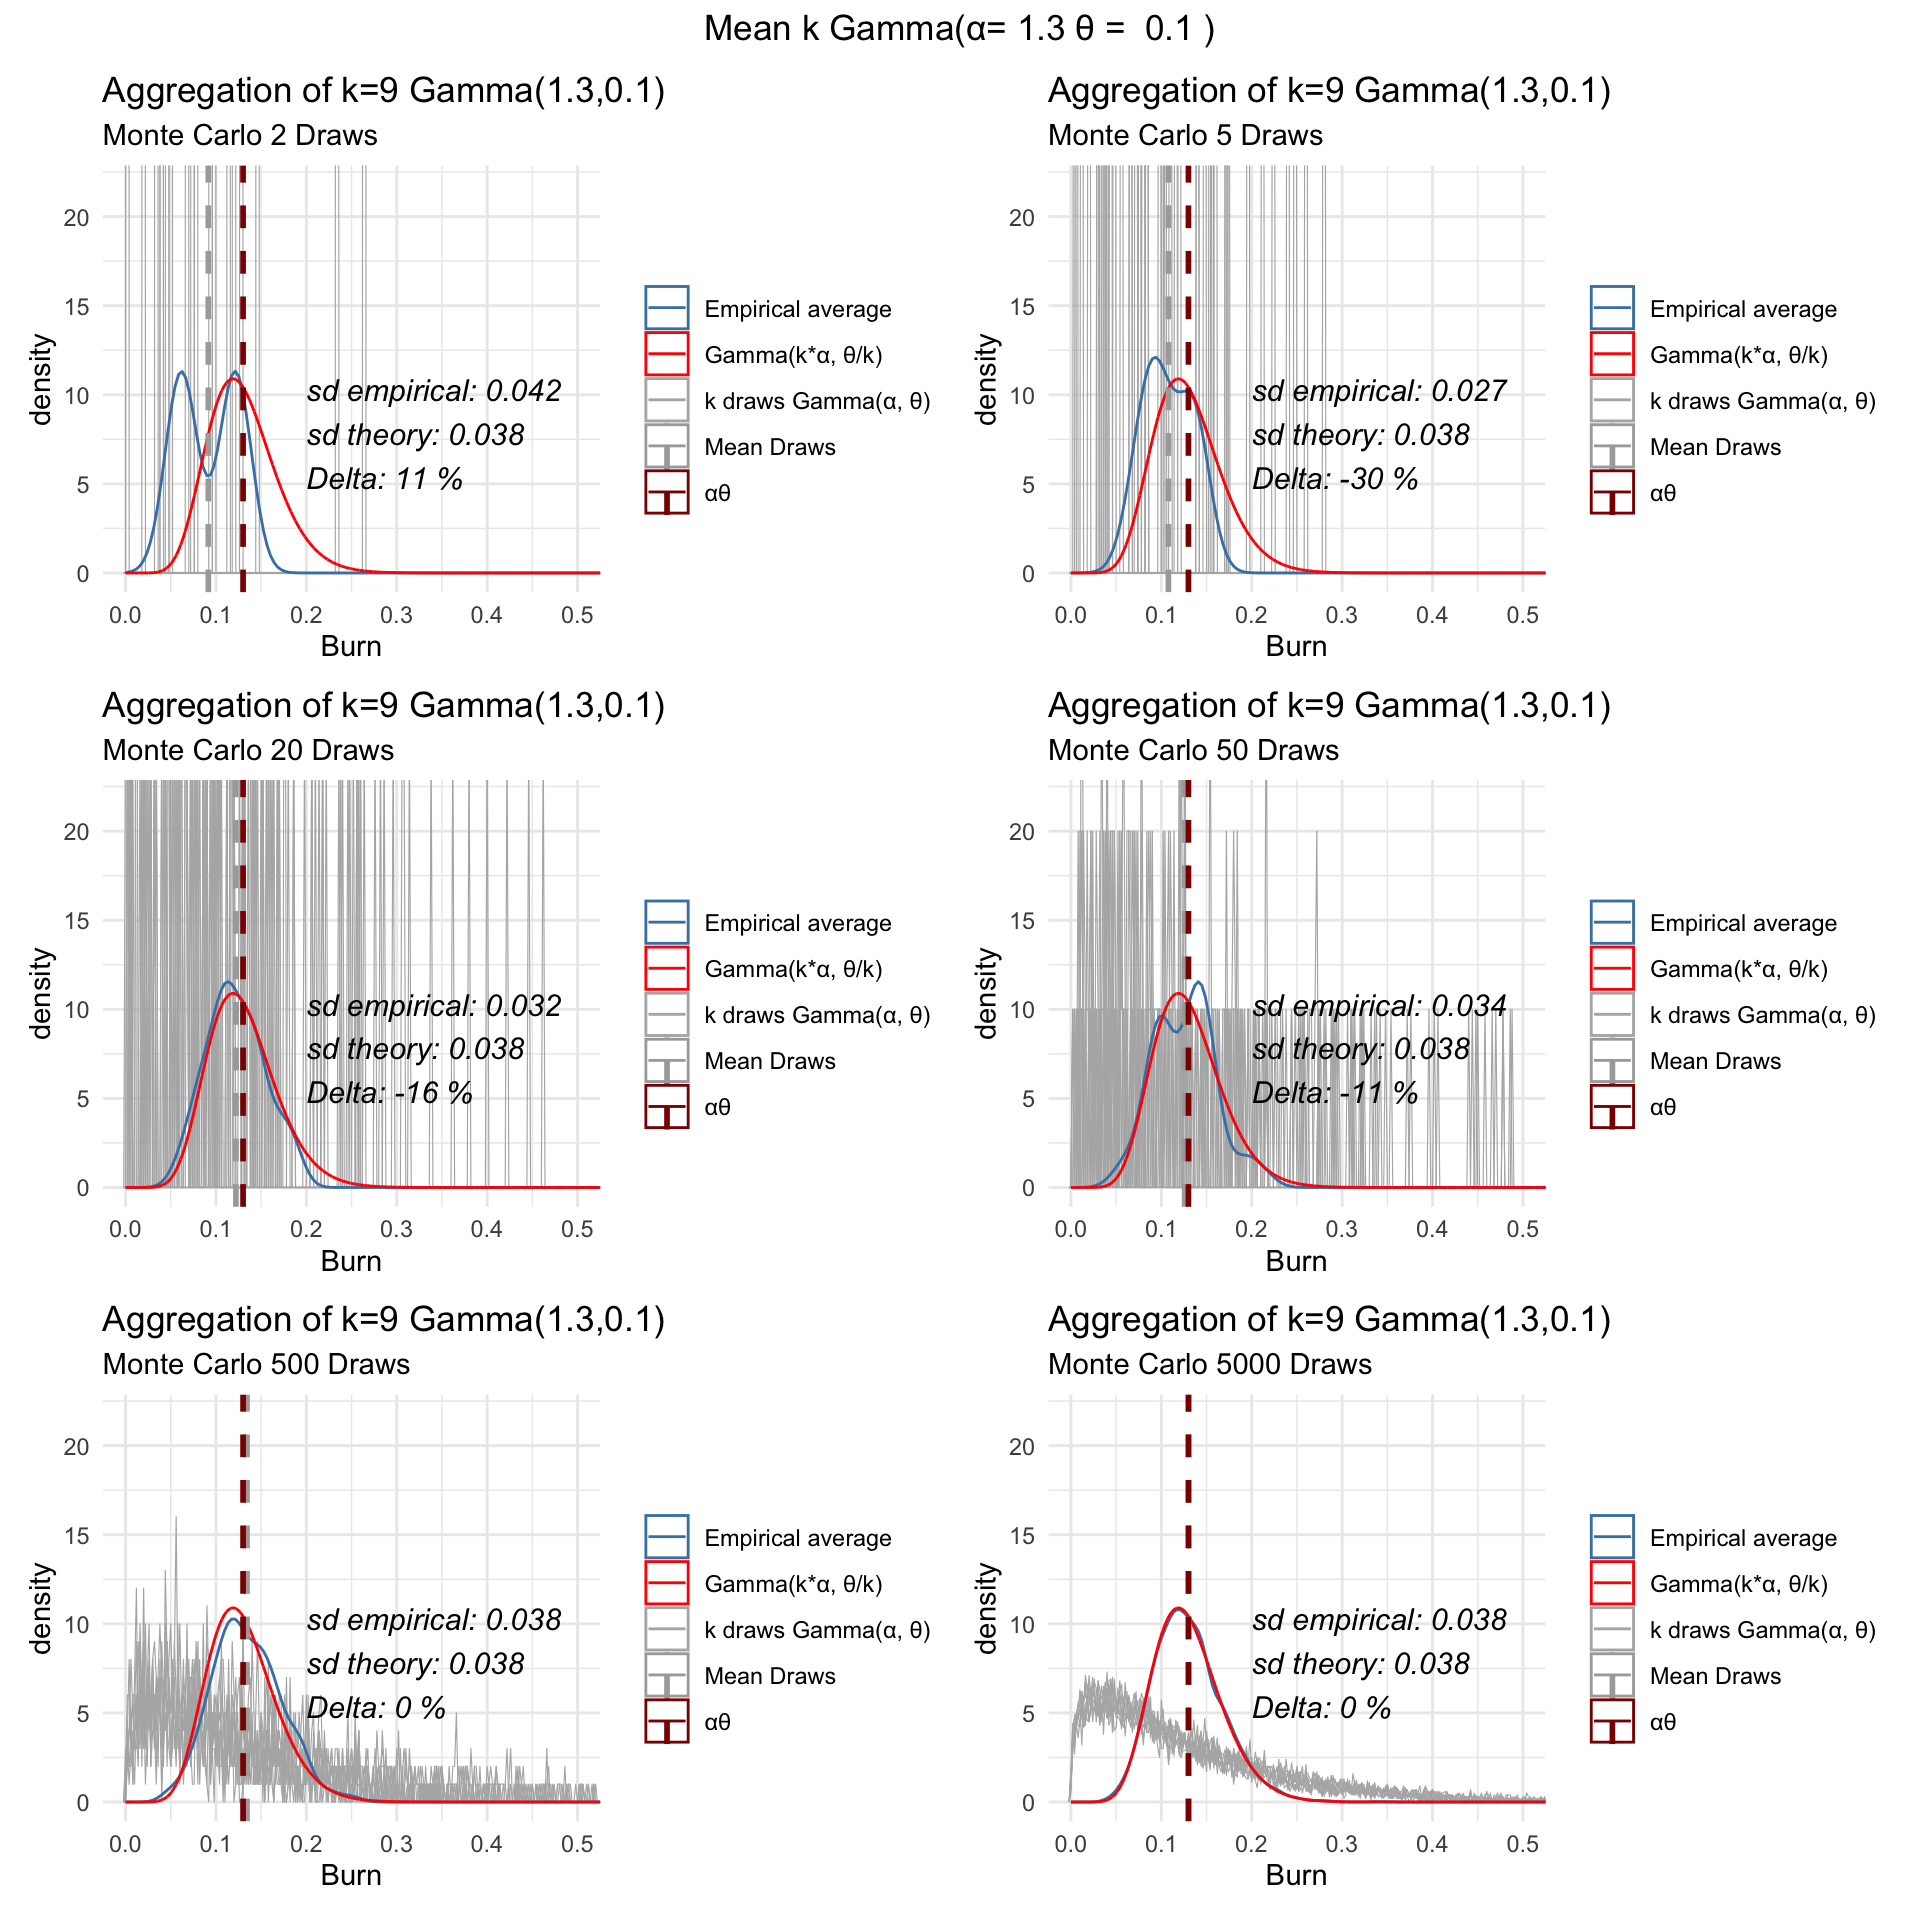 Mean k Gamma(α= 1.3 θ =  0.1 )
Aggregation of k=9 Gamma(1.3,0.1)
Monte Carlo 2 Draws
density
20
15
10
5
0
sd empirical: 0.042
sd theory: 0.038
Delta: 11 %
0.0 0.1 0.2 0.3 0.4 0.5
Burn
Empirical average
Gamma(k*α, θ/k)
k draws Gamma(α, θ)
Mean Draws
αθ
Aggregation of k=9 Gamma(1.3,0.1)
Monte Carlo 5 Draws
density
20
15
10
5
0
sd empirical: 0.027
sd theory: 0.038
Delta: -30 %
0.0 0.1 0.2 0.3 0.4 0.5
Burn
Empirical average
Gamma(k*α, θ/k)
k draws Gamma(α, θ)
Mean Draws
αθ
Aggregation of k=9 Gamma(1.3,0.1)
Monte Carlo 20 Draws
density
20
15
10
5
0
sd empirical: 0.032
sd theory: 0.038
Delta: -16 %
0.0 0.1 0.2 0.3 0.4 0.5
Burn
Empirical average
Gamma(k*α, θ/k)
k draws Gamma(α, θ)
Mean Draws
αθ
Aggregation of k=9 Gamma(1.3,0.1)
Monte Carlo 50 Draws
density
20
15
10
5
0
sd empirical: 0.034
sd theory: 0.038
Delta: -11 %
0.0 0.1 0.2 0.3 0.4 0.5
Burn
Empirical average
Gamma(k*α, θ/k)
k draws Gamma(α, θ)
Mean Draws
αθ
Aggregation of k=9 Gamma(1.3,0.1)
Monte Carlo 500 Draws
density
20
15
10
5
0
sd empirical: 0.038
sd theory: 0.038
Delta: 0 %
0.0 0.1 0.2 0.3 0.4 0.5
Burn
Empirical average
Gamma(k*α, θ/k)
k draws Gamma(α, θ)
Mean Draws
αθ
Aggregation of k=9 Gamma(1.3,0.1)
Monte Carlo 5000 Draws
density
20
15
10
5
0
sd empirical: 0.038
sd theory: 0.038
Delta: 0 %
0.0 0.1 0.2 0.3 0.4 0.5
Burn
Empirical average
Gamma(k*α, θ/k)
k draws Gamma(α, θ)
Mean Draws
αθ